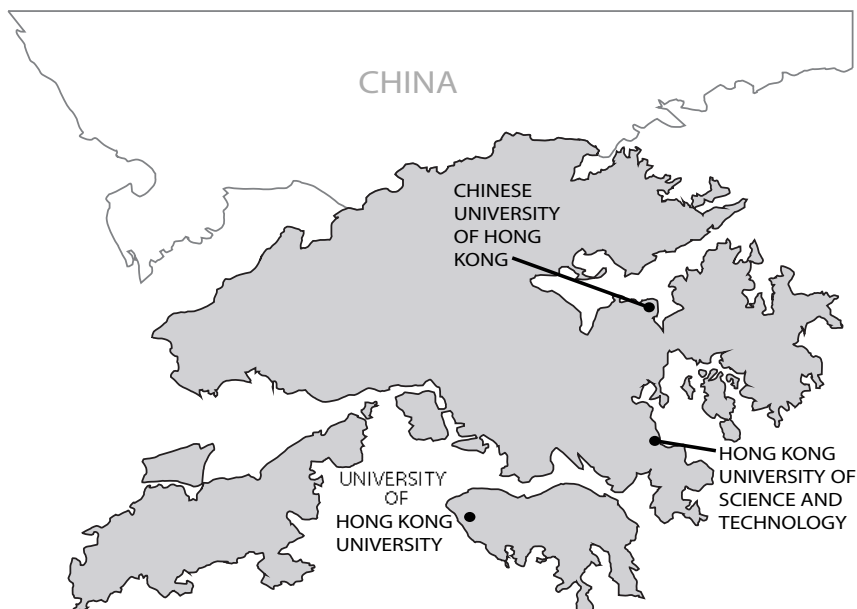 CHINA
CHINESE
UNIVERSITY
OF HONG
KONG
HONG KONG
UNIVERSITY OF
SCIENCE AND
TECHNOLOGY
UNIVERSITY
OF
HONG KONG
UNIVERSITY